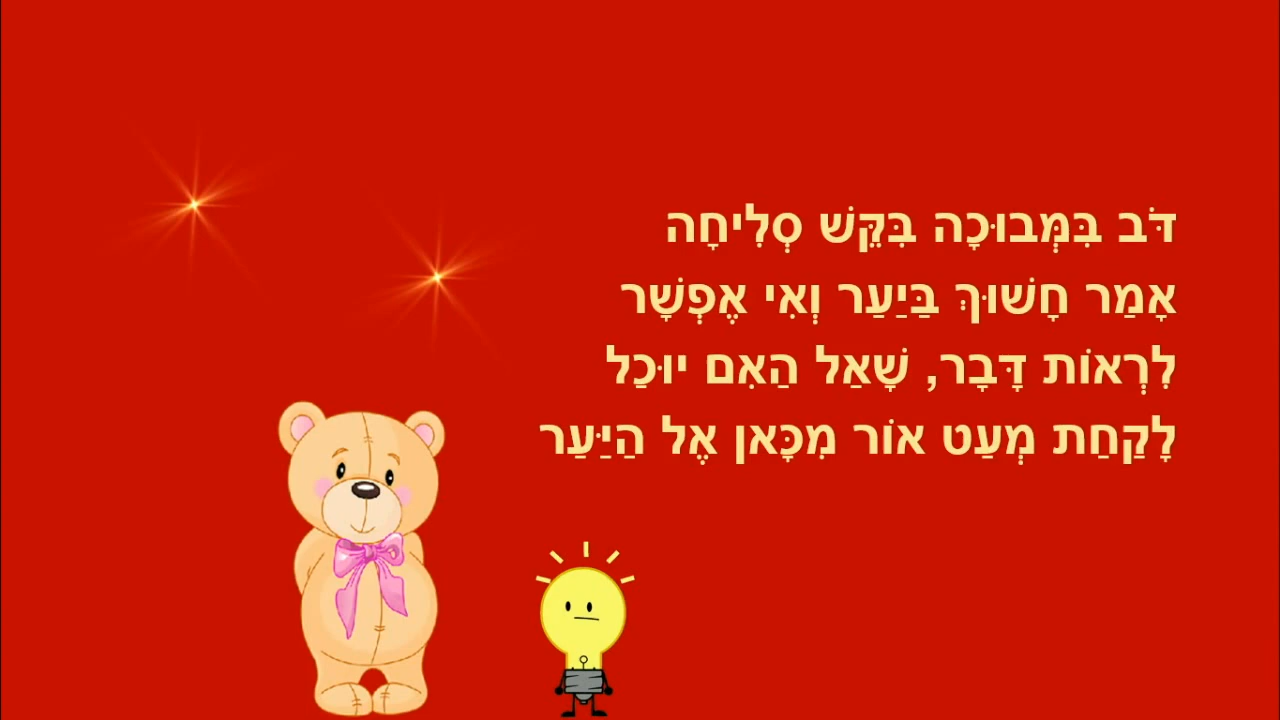 דֹּב בִּמְּבוּכָה בִּקֵּשׁ סְלִיחָה
אָמַר חָשׁוּךְ בַּיַעַר וְאִי אֶפְשָׁר
לִרְאוֹת דָּבָר, שָׁאַל הַאִם יוּכַל
לָקַחַת מְעַט אוֹר מִכָּאן אֶל הַיַּעַר